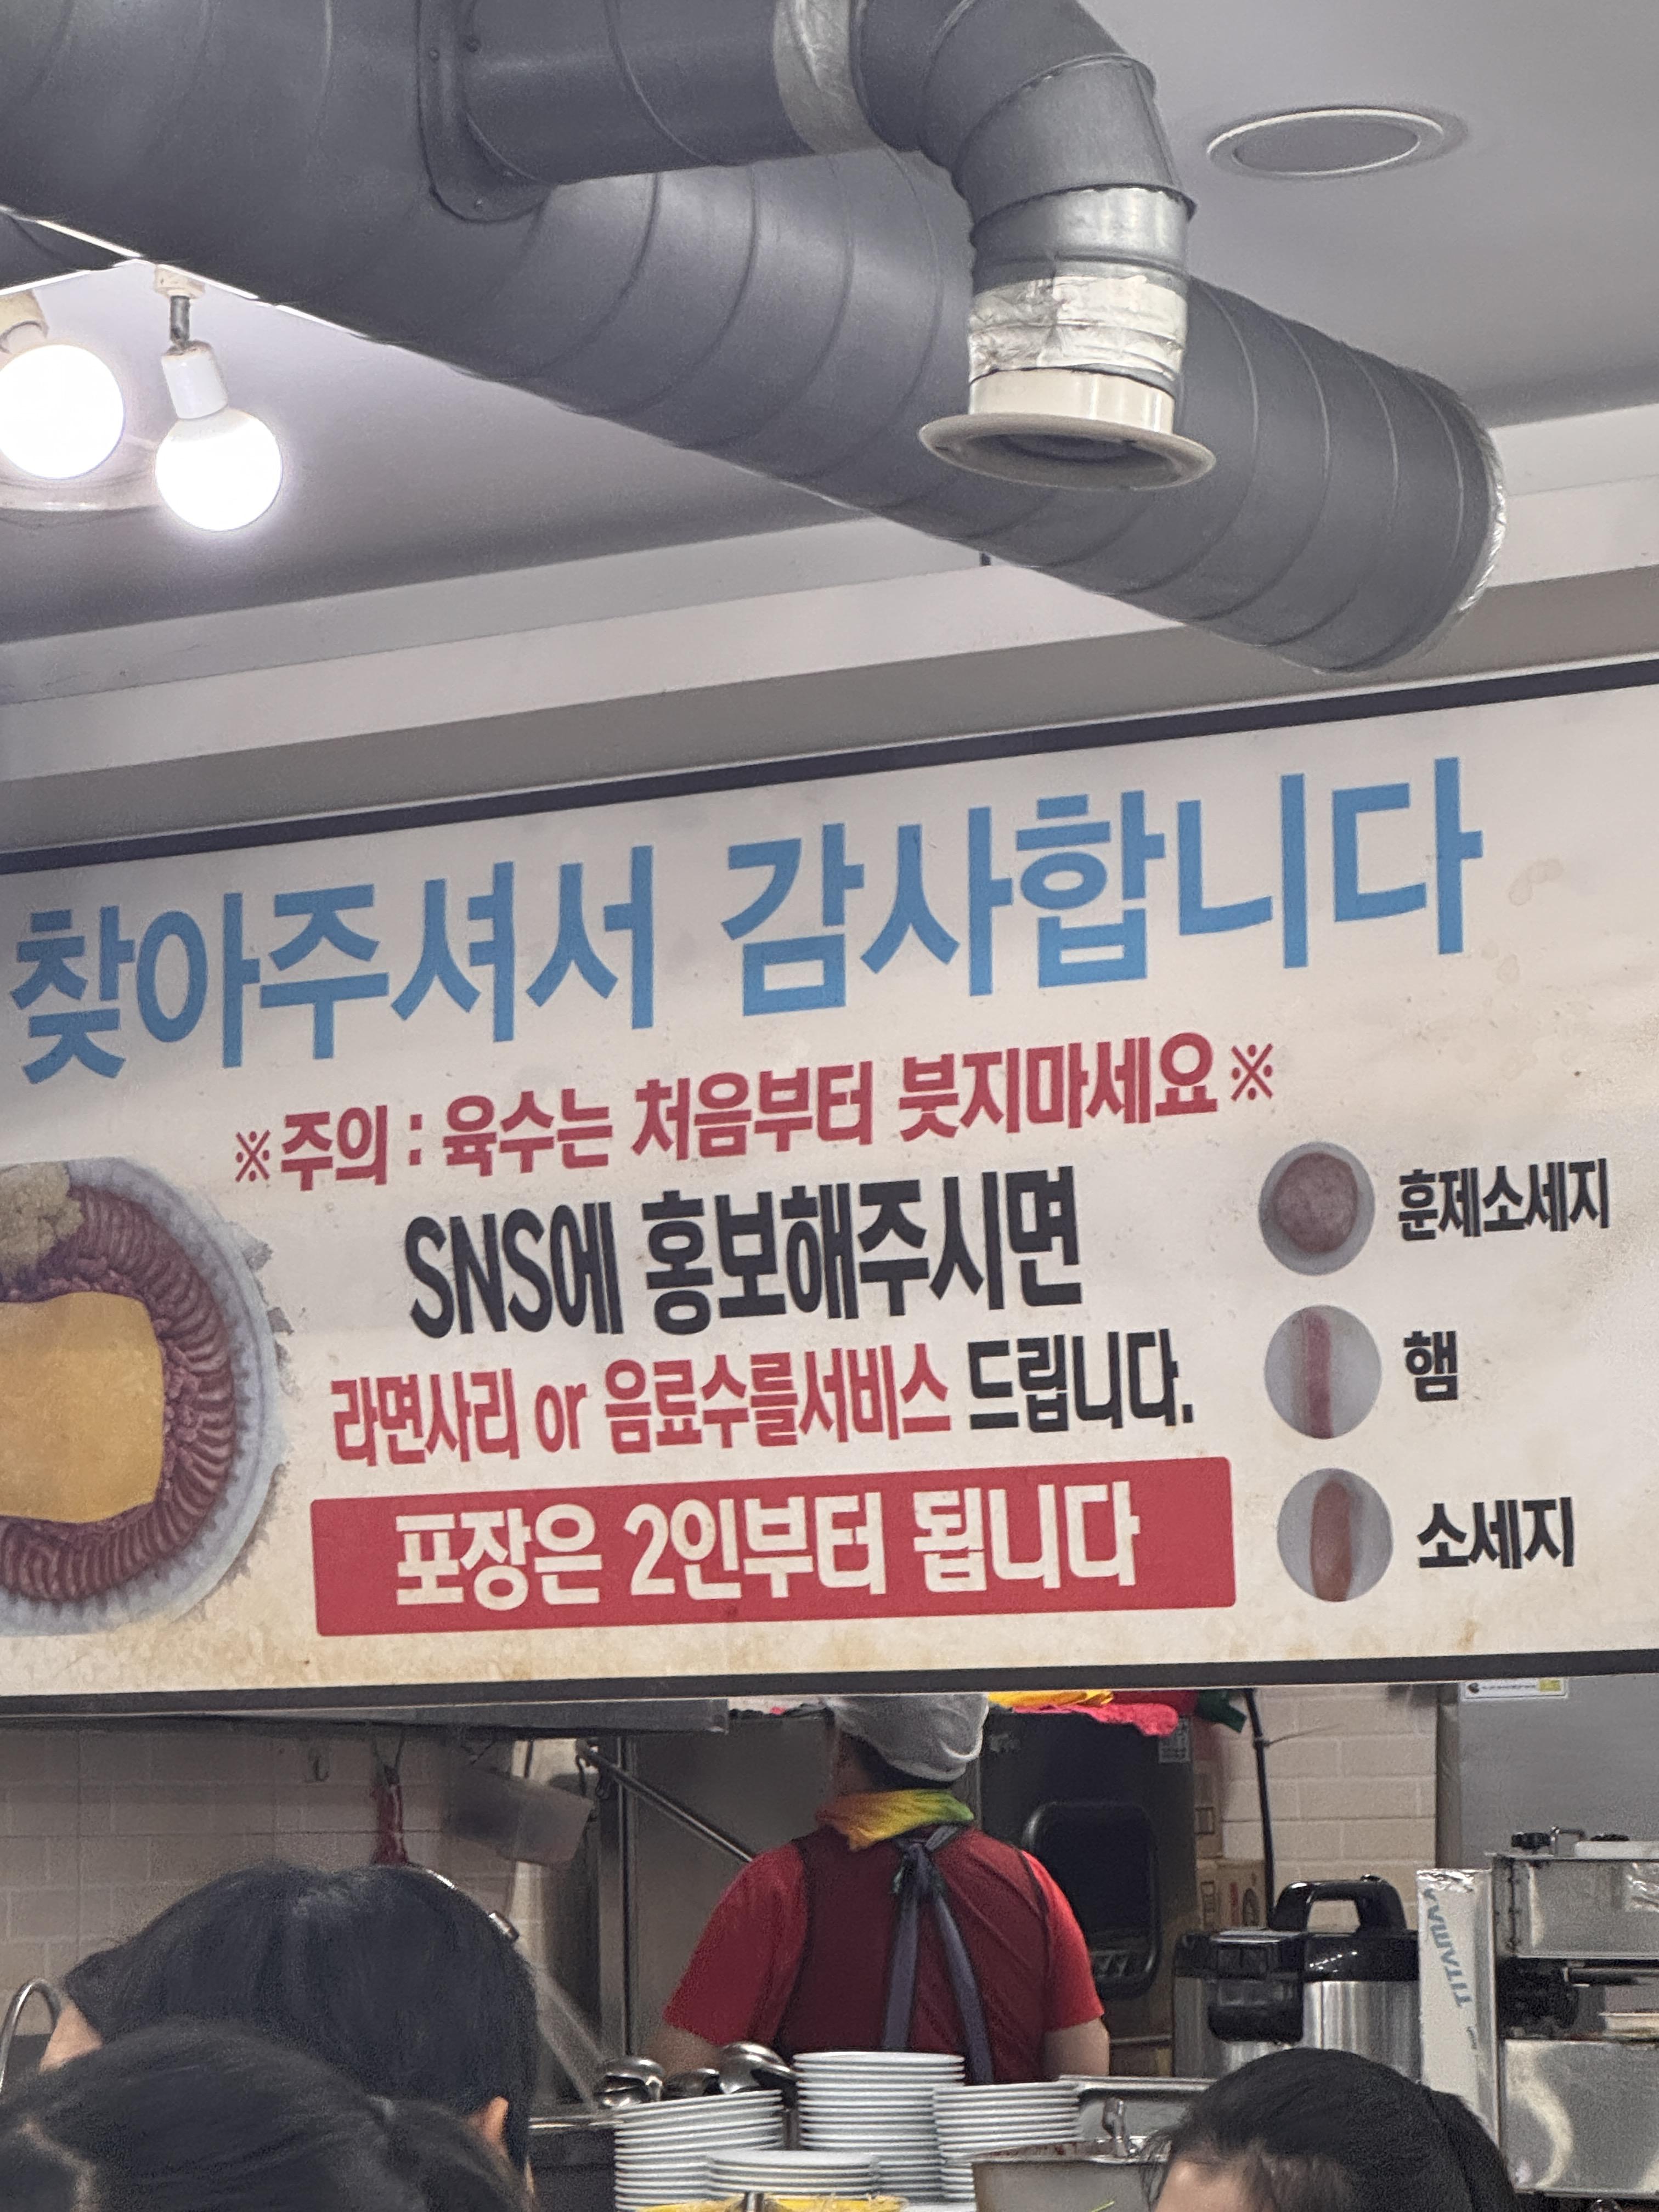 찾아주셔서 감사합니다
※주의 : 육수는 처음부터 붓지마세요※
SNS에 홍보해주시면
라면사리 or 음료수를서비스 드립니다.
포장은 2인부터 됩니다
훈제소세지
햄
소세지